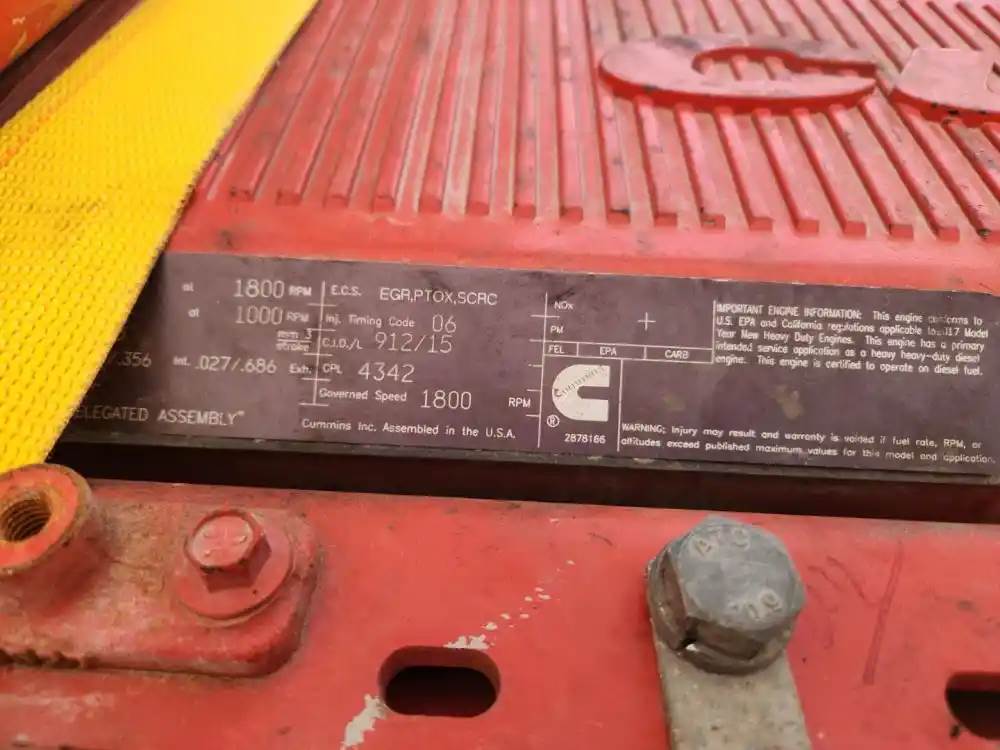 at 1800 RPM
at 1000 RPM
mm 3
stroke
.356 Int. .027/.686 Exh.
ELEGATED ASSEMBLY"
E.C.S. EGR,PTOX,SCRC
Inj. Timing Code 06
C.I.D./L 912/15
CPL 4342
Governed Speed 1800 RPM
Cummins Inc. Assembled in the U.S.A.
NOx
PM
FEL EPA CARB
Cummins
®
2878166
IMPORTANT ENGINE INFORMATION: This engine conforms to
U.S. EPA and California regulations applicable to 17 Model
Year New Heavy Duty Engines. This engine has a primary
intended service application as a heavy heavy-duty diesel
engine. This engine is certified to operate on diesel fuel.
WARNING: Injury may result and warranty is voided if fuel rate, RPM, or
altitudes exceed published maximum values for this model and application.